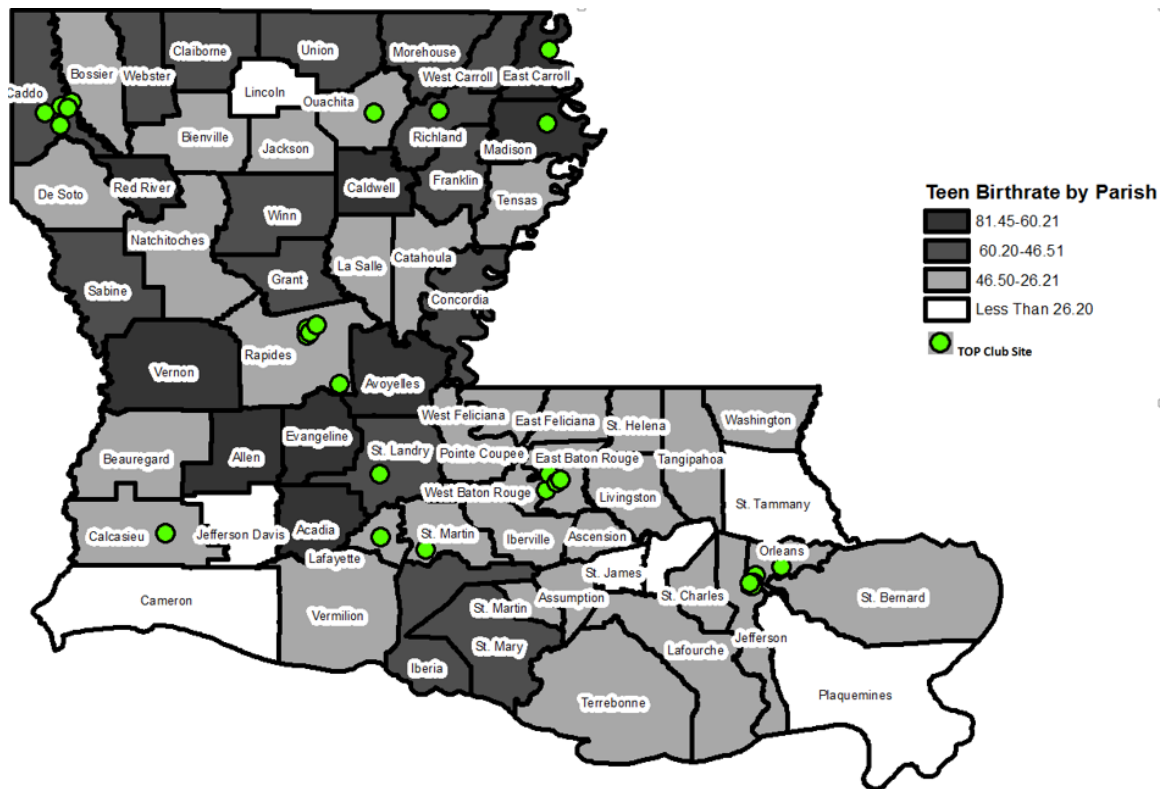 Claiborne
Union
Morehouse
Bossier
Webster
West Carroll
East Carroll
Caddo
Lincoln
Ouachita
Bienville
Jackson
Richland
Madison
De Soto
Red River
Caldwell
Franklin
Tensas
Winn
Natchitoches
La Salle
Catahoula
Grant
Sabine
Concordia
Rapides
Vernon
Avoyelles
West Feliciana
East Feliciana
St. Helena
Washington
Evangeline
Beauregard
Allen
St. Landry
Pointe Coupee
East Baton Rouge
Tangipahoa
West Baton Rouge
Livingston
St. Tammany
Calcasieu
Jefferson Davis
Acadia
St. Martin
Iberville
Ascension
Lafayette
Orleans
St. James
Cameron
Vermilion
St. Martin
Assumption
St. Charles
St. Bernard
St. Mary
Jefferson
Lafourche
Iberia
Terrebonne
Plaquemines
Teen Birthrate by Parish
81.45-60.21
60.20-46.51
46.50-26.21
Less Than 26.20
TOP Club Site